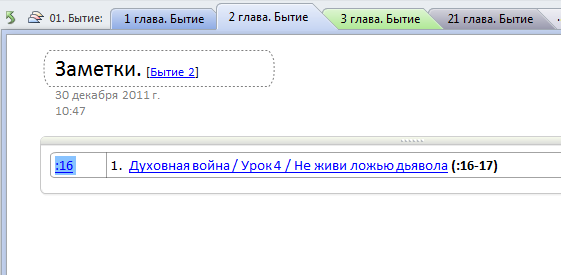 01. Бытие: 1 глава. Бытие 2 глава. Бытие 3 глава. Бытие 21 глава. Бытие
Заметки. [Бытие 2]
30 декабря 2011 г.
10:47
:16 1. Духовная война / Урок 4 / Не живи ложью дьявола (:16-17)